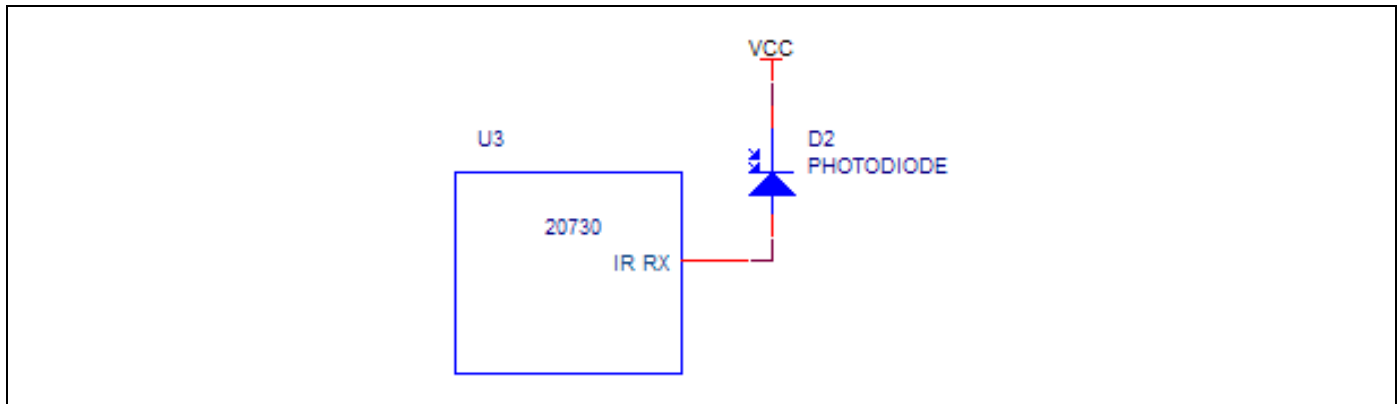 VCC
U3
D2
PHOTODIODE
20730
IR RX